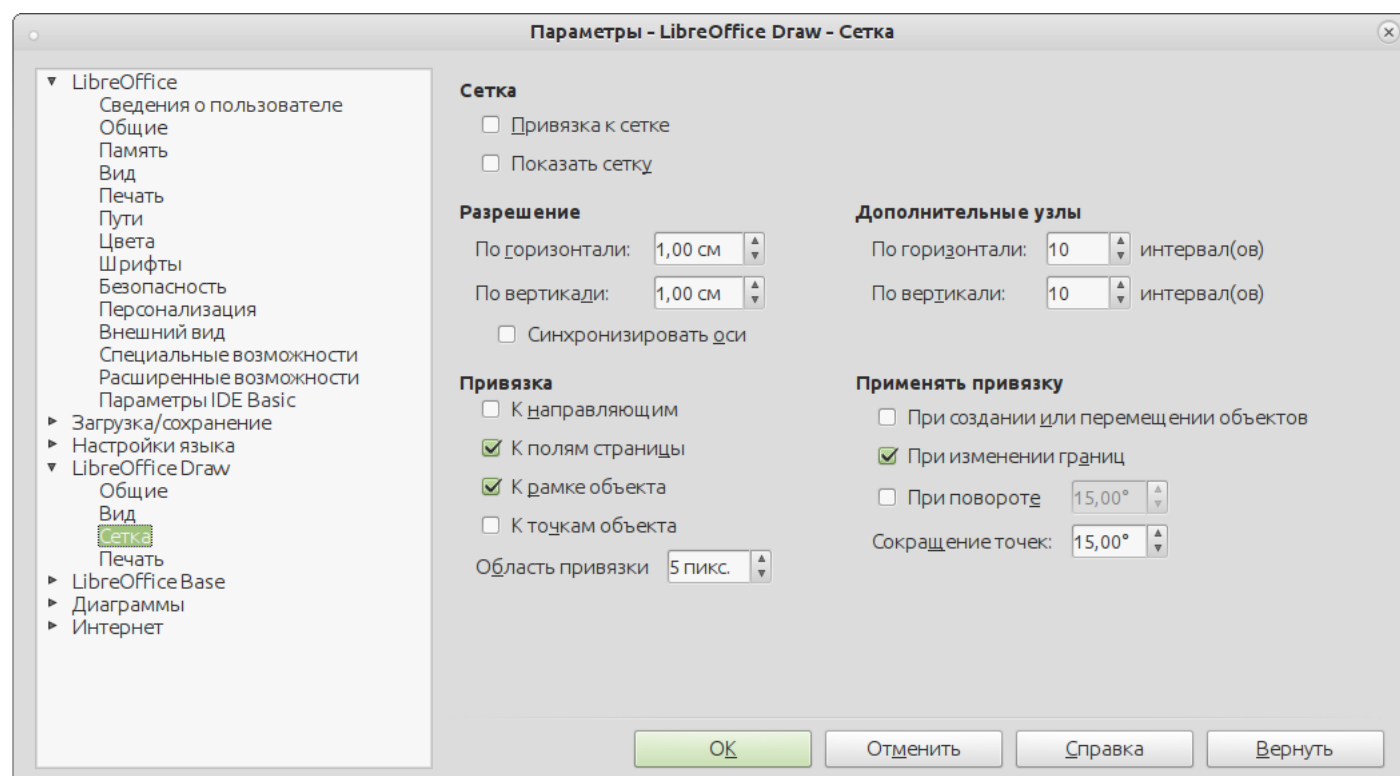 Параметры - LibreOffice Draw - Сетка
LibreOffice
Сведения о пользователе
Общие
Память
Вид
Печать
Пути
Цвета
Шрифты
Безопасность
Персонализация
Внешний вид
Специальные возможности
Расширенные возможности
Параметры IDE Basic
Загрузка/сохранение
Настройки языка
LibreOffice Draw
Общие
Вид
Сетка
Печать
LibreOffice Base
Диаграммы
Интернет
Сетка
Привязка к сетке
Показать сетку
Разрешение
По горизонтали: 1,00 см
По вертикали: 1,00 см
Синхронизировать оси
Дополнительные узлы
По горизонтали: 10 интервал(ов)
По вертикали: 10 интервал(ов)
Привязка
К направляющим
К полям страницы
К рамке объекта
К точкам объекта
Область привязки 5 пикс.
Применять привязку
При создании или перемещении объектов
При изменении границ
При повороте 15,00°
Сокращение точек: 15,00°
OK Отменить Справка Вернуть